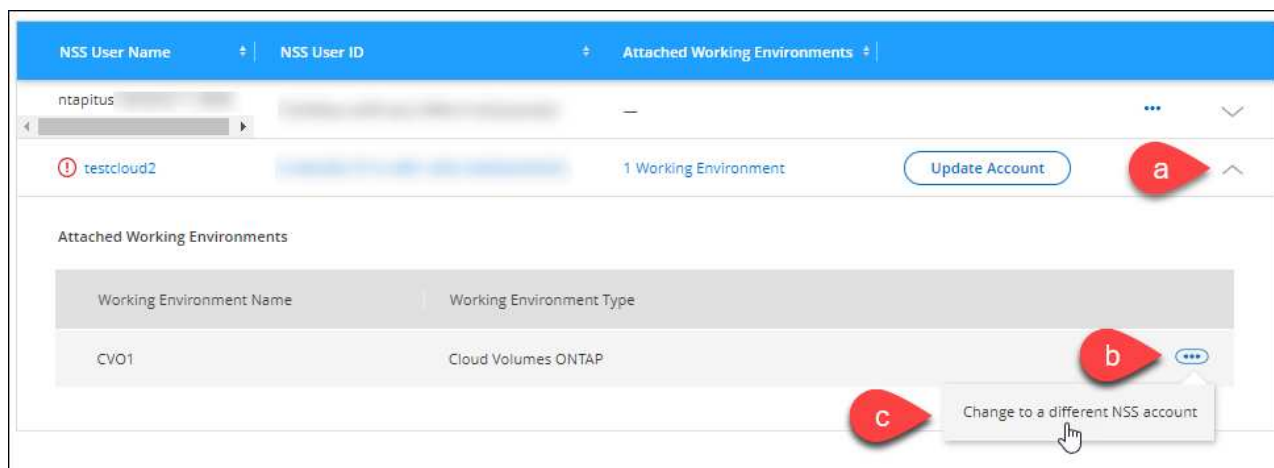 NSS User Name NSS User ID Attached Working Environments
ntapitus —
testcloud2 1 Working Environment Update Account a
Attached Working Environments
Working Environment Name Working Environment Type
CVO1 Cloud Volumes ONTAP b
c Change to a different NSS account